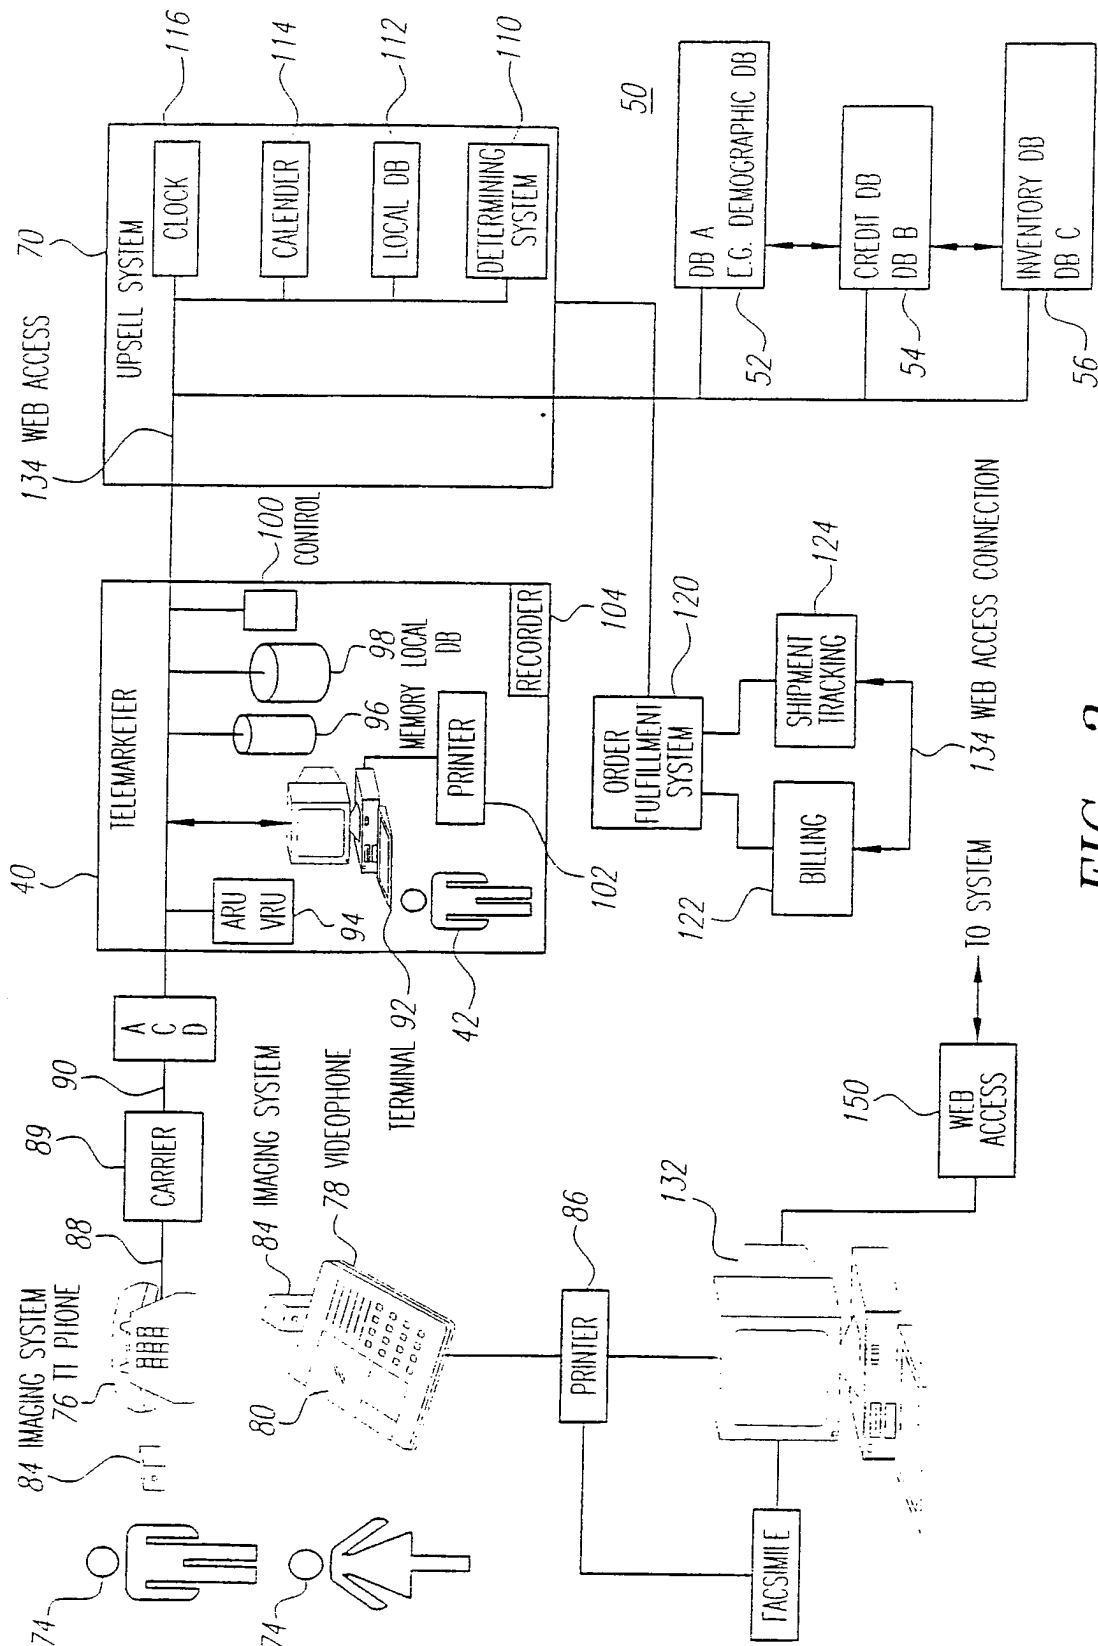 74
84 IMAGING SYSTEM
76 TT PHONE
88
89
CARRIER
90
A
C
D
40
TELEMARKETER
134 WEB ACCESS
70
UPSELL SYSTEM
116
CLOCK
114
CALENDER
112
LOCAL DB
110
DETERMINING
SYSTEM
74
80
84 IMAGING SYSTEM
78 VIDEOPHONE
TERMINAL 92
ARU
VRU
94
42
96
MEMORY
98
LOCAL
DB
100
CONTROL
PRINTER
102
RECORDER
104
50
DB A
E.G. DEMOGRAPHIC DB
52
CREDIT DB
DB B
54
INVENTORY DB
DB C
56
ORDER
FULFILLMENT
SYSTEM
120
BILLING
122
SHIPMENT
TRACKING
124
134 WEB ACCESS CONNECTION
PRINTER
86
FACSIMILE
132
WEB
ACCESS
150
TO SYSTEM